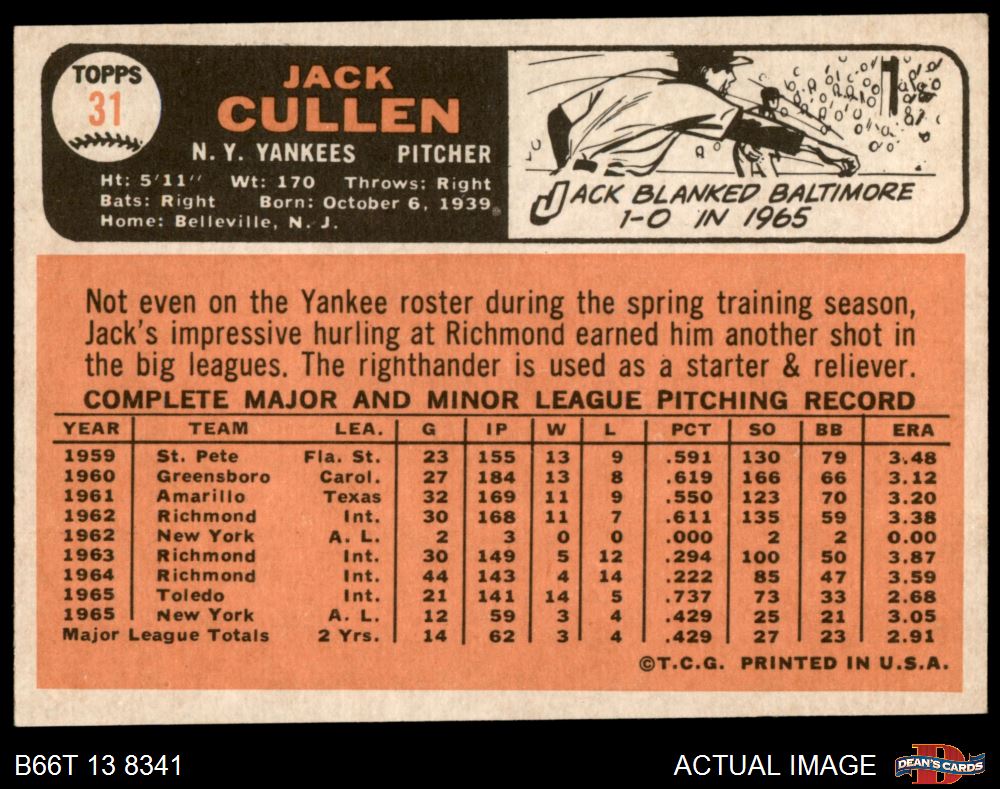 TOPPS
31
JACK
CULLEN
N. Y. YANKEES PITCHER
Ht: 5'11" Wt: 170 Throws: Right
Bats: Right Born: October 6, 1939
Home: Belleville, N. J.
JACK BLANKED BALTIMORE
1-0 IN 1965
Not even on the Yankee roster during the spring training season,
Jack's impressive hurling at Richmond earned him another shot in
the big leagues. The righthander is used as a starter & reliever.
COMPLETE MAJOR AND MINOR LEAGUE PITCHING RECORD
YEAR TEAM LEA. G IP W L PCT SO BB ERA
1959 St. Pete Fla. St. 23 155 13 9 .591 130 79 3.48
1960 Greensboro Carol. 27 184 13 8 .619 166 66 3.12
1961 Amarillo Texas 32 169 11 9 .550 123 70 3.20
1962 Richmond Int. 30 168 11 7 .611 135 59 3.38
1962 New York A. L. 2 3 0 0 .000 2 2 0.00
1963 Richmond Int. 30 149 5 12 .294 100 50 3.87
1964 Richmond Int. 44 143 4 14 .222 85 47 3.59
1965 Toledo Int. 21 141 14 5 .737 73 33 2.68
1965 New York A. L. 12 59 3 4 .429 25 21 3.05
Major League Totals 2 Yrs. 14 62 3 4 .429 27 23 2.91
©T.C.G. PRINTED IN U.S.A.
B66T 13 8341 ACTUAL IMAGE
DEAN'S CARDS